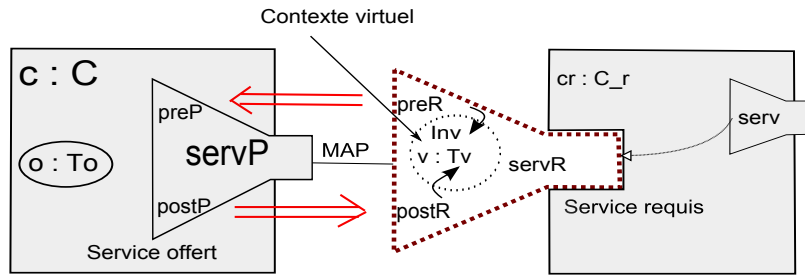 Contexte virtuel
c : C
preP
servP
o : To
postP
Service offert
MAP
preR
Inv
v : Tv
servR
postR
cr : C_r
serv
Service requis